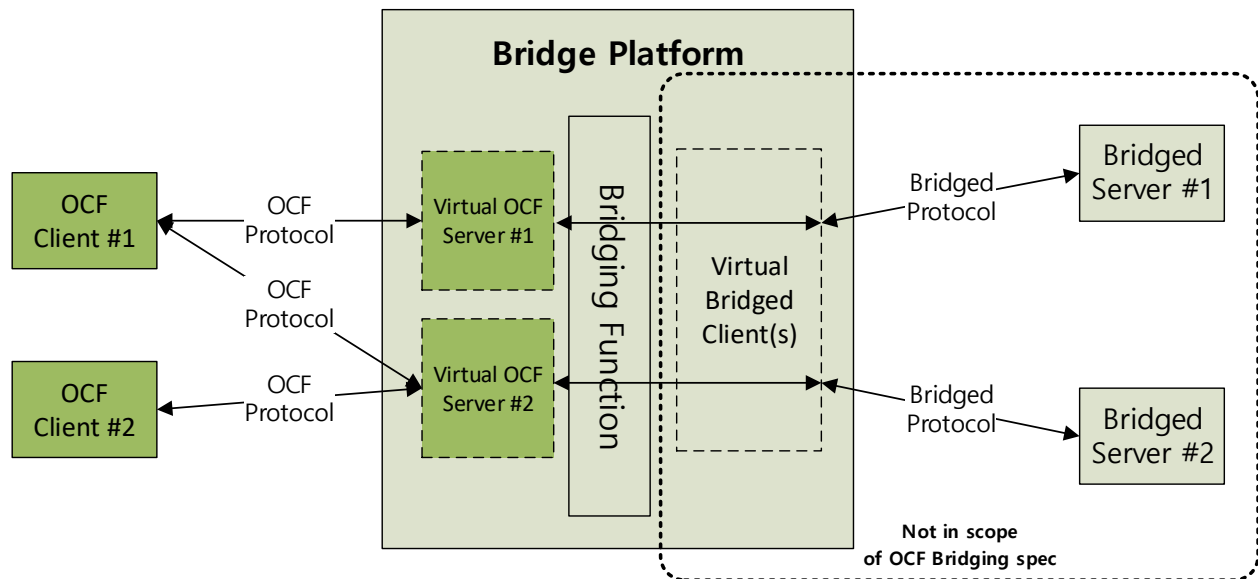 Bridge Platform
OCF
Client #1
OCF
Protocol
Virtual OCF
Server #1
OCF
Protocol
OCF
Client #2
OCF
Protocol
Virtual OCF
Server #2
Bridging Function
Virtual
Bridged
Client(s)
Bridged
Protocol
Bridged
Server #1
Bridged
Protocol
Bridged
Server #2
Not in scope
of OCF Bridging spec